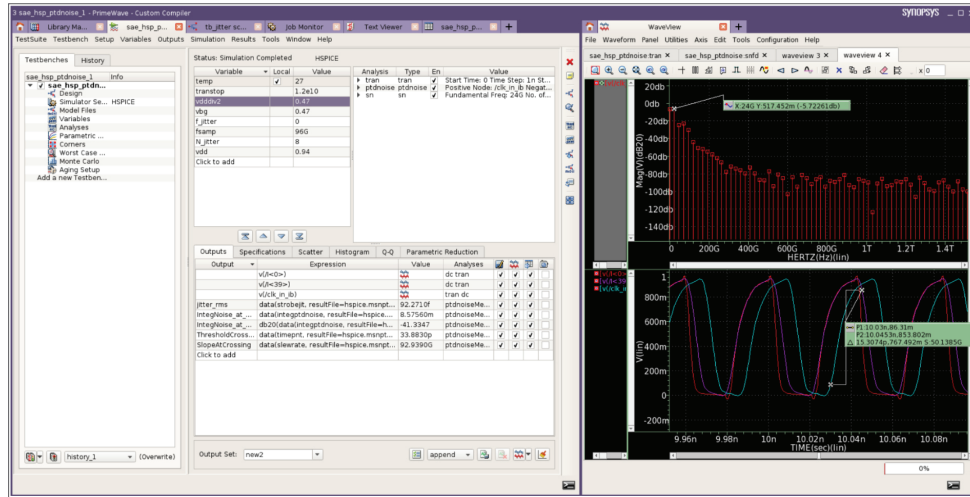 3 sae_hsp_ptdnoise_1 - PrimeWave - Custom Compiler
SYNOPSYS
Library Ma...
sae_hsp_p...
tb_jitter sc...
Job Monitor
Text Viewer
sae_hsp_p...
WaveView
TestSuite Testbench Setup Variables Outputs Simulation Results Tools Window Help
File Waveform Panel Utilities Axis Edit Tools Configuration Help
Testbenches History
Status: Simulation Completed HSPICE
sae_hsp_ptdnoise:tran
sae_hsp_ptdnoise:snfd
waveview 3
waveview 4
sae_hsp_ptdnoise_1 Info
sae_hsp_ptdn...
Design
Simulator Se... HSPICE
Model Files
Variables
Analyses
Parametric ...
Corners
Worst Case ...
Monte Carlo
Aging Setup
Add a new Testben...
Variable Local Value
temp 27
transtop 1.2e10
vdddiv2 0.47
vbg 0.47
f_jitter 0
fsamp 96G
N_jitter 8
vdd 0.94
Click to add
Analysis Type En Value
tran tran Start Time: 0 Time Step: 1n St...
ptdnoise ptdnoise Positive Node: /clk_in_ib Negat...
sn sn Fundamental Freq: 24G No. of...
Outputs Specifications Scatter Histogram Q-Q Parametric Reduction
Output Expression Value Analyses
v(/l<0>) dc tran
v(/l<39>) dc tran
v(/clk_in_ib) tran dc
jitter_rms data(strobejit, resultFile=hspice.msnpt... 92.2710f ptdnoiseMe...
IntegNoise_at_... data(integptdnoise, resultFile=hspice.... 8.57560m ptdnoiseMe...
IntegNoise_at_... db20(data(integptdnoise, resultFile=h... -41.3347 ptdnoiseMe...
ThresholdCross... data(timepnt, resultFile=hspice.msnpt... 33.8830p ptdnoiseMe...
SlopeAtCrossing data(slewrate, resultFile=hspice.msnpt... 92.9390G ptdnoiseMe...
Click to add
history_1 (Overwrite)
Output Set: new2
append
x 0
Mag(V)(dB20)
20db
0db
-20db
-40db
-60db
-80db
-100db
-120db
-140db
X:24G Y:517.452m (-5.72261db)
0 200G 400G 600G 800G 1T 1.2T 1.4T
HERTZ(Hz)(lin)
v(/l<0>
v(/l<39
v(/clk_i
V(lin)
1
800m
600m
400m
200m
0
-200m
P1:10.03n,86.31m
P2:10.0453n,853.802m
△ 15.3074p,767.492m S:50.1385G
9.96n 9.98n 10n 10.02n 10.04n 10.06n 10.08n
TIME(sec)(lin)
0%